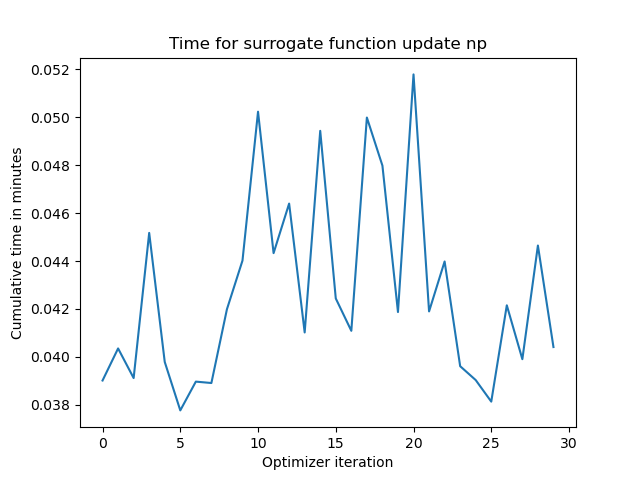 Time for surrogate function update np
Cumulative time in minutes
0.052
0.050
0.048
0.046
0.044
0.042
0.040
0.038
0 5 10 15 20 25 30
Optimizer iteration